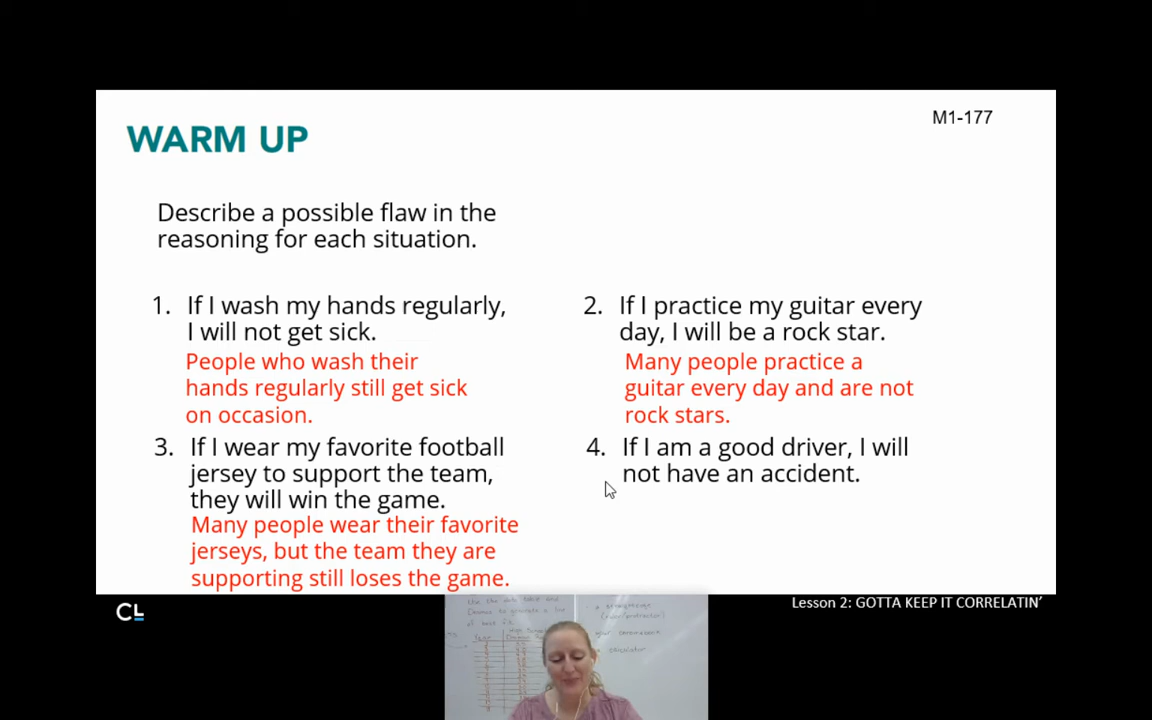 M1-177
WARM UP
Describe a possible flaw in the
reasoning for each situation.
1. If I wash my hands regularly,
I will not get sick.
People who wash their
hands regularly still get sick
on occasion.
2. If I practice my guitar every
day, I will be a rock star.
Many people practice a
guitar every day and are not
rock stars.
3. If I wear my favorite football
jersey to support the team,
they will win the game.
Many people wear their favorite
jerseys, but the team they are
supporting still loses the game.
4. If I am a good driver, I will
not have an accident.
CL
Lesson 2: GOTTA KEEP IT CORRELATIN'
of best fit
calculator